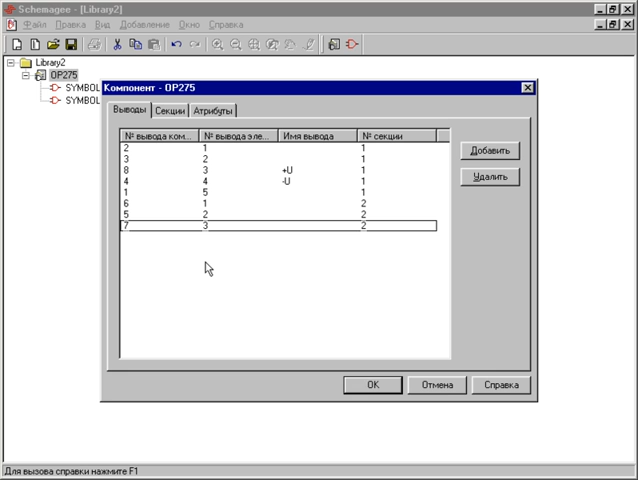 Schemagee - [Library2]
Файл Правка Вид Добавление Окно Справка
Library2
OP275
SYMBOL
SYMBOL
Компонент - OP275
Выводы Секции Атрибуты
№ вывода ком... № вывода эле... Имя вывода № секции
2 1 1
3 2 1
8 3 +U 1
4 4 -U 1
1 5 1
6 1 2
5 2 2
7 3 2
Добавить
Удалить
OK Отмена Справка
Для вызова справки нажмите F1